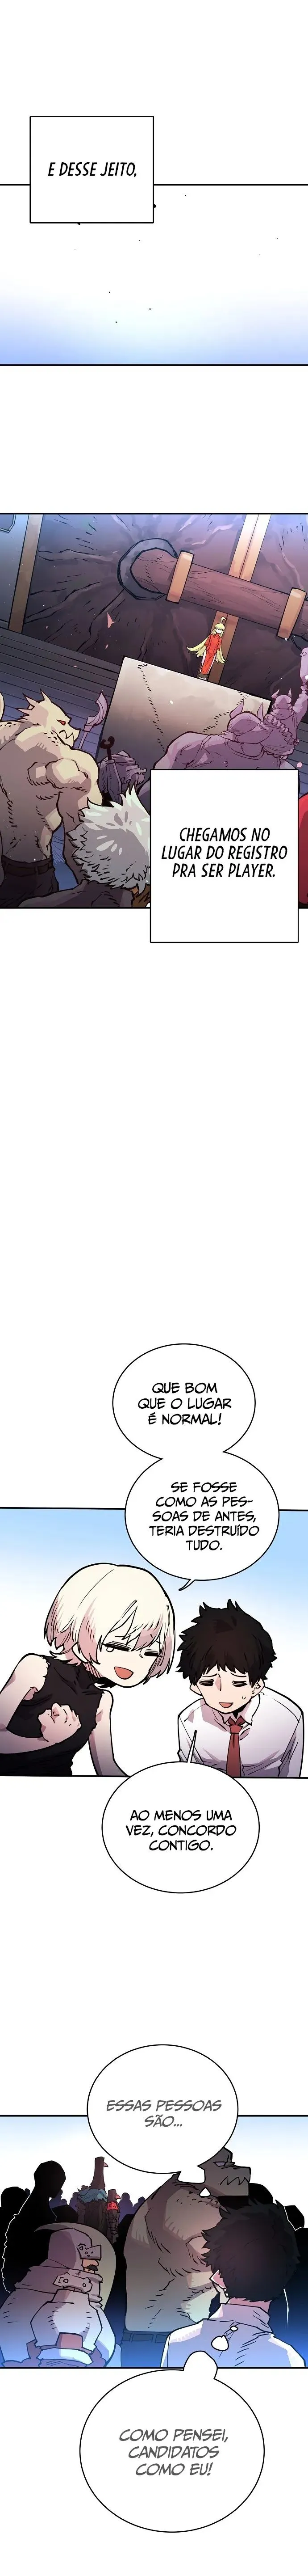 E DESSE JEITO,
CHEGAMOS NO
LUGAR DO REGISTRO
PRA SER PLAYER.
QUE BOM
QUE O LUGAR
É NORMAL!
SE FOSSE
COMO AS PES-
SOAS DE ANTES,
TERIA DESTRUÍDO
TUDO.
AO MENOS UMA
VEZ, CONCORDO
CONTIGO.
ESSAS PESSOAS
SÃO...
COMO PENSEI,
CANDIDATOS
COMO EU!